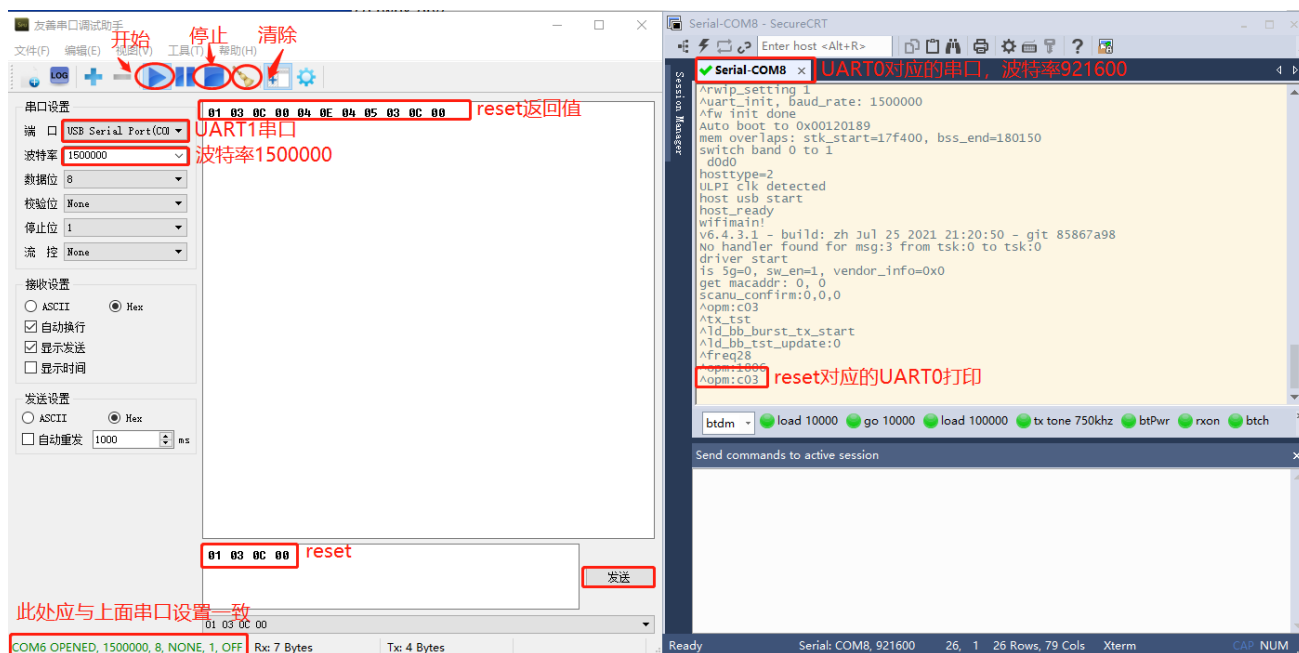 友善串口调试助手
文件(F) 编辑(E) 视图(V) 工具(T) 帮助(H)
开始
停止
清除
LOG
串口设置
端 口 USB Serial Port(CO
UART1串口
波特率 1500000
波特率1500000
数据位 8
校验位 None
停止位 1
流 控 None
接收设置
ASCII Hex
自动换行
显示发送
显示时间
发送设置
ASCII Hex
自动重发 1000 ms
01 03 0C 00 04 0E 04 05 03 0C 00
reset返回值
01 03 0C 00
reset
发送
此处应与上面串口设置一致
01 03 0C 00
COM6 OPENED, 1500000, 8, NONE, 1, OFF Rx: 7 Bytes Tx: 4 Bytes
Serial-COM8 - SecureCRT
Enter host <Alt+R>
Session Manager
Serial-COM8 ×
UART0对应的串口，波特率921600
^rwip_setting 1
^uart_init, baud_rate: 1500000
^fw init done
Auto boot to 0x00120189
mem overlaps: stk_start=17f400, bss_end=180150
switch band 0 to 1
d0d0
hosttype=2
ULPI clk detected
host usb start
host_ready
wifimain!
v6.4.3.1 - build: zh Jul 25 2021 21:20:50 - git 85867a98
No handler found for msg:3 from tsk:0 to tsk:0
driver start
is 5g=0, sw_en=1, vendor_info=0x0
get macaddr: 0, 0
scanu_confirm:0,0,0
^opm:c03
^tx_tst
^ld_bb_burst_tx_start
^ld_bb_tst_update:0
^freq28
^opm:1806
^opm:c03
reset对应的UART0打印
btdm load 10000 go 10000 load 100000 tx tone 750khz btPwr rxon btch
Send commands to active session
Ready Serial: COM8, 921600 26, 1 26 Rows, 79 Cols Xterm CAP NUM